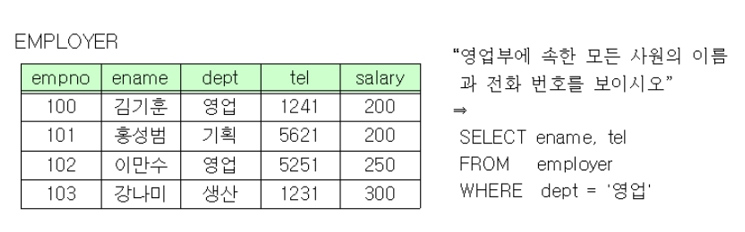 EMPLOYER
empno ename dept tel salary
100 김기훈 영업 1241 200
101 홍성범 기획 5621 200
102 이만수 영업 5251 250
103 강나미 생산 1231 300
“영업부에 속한 모든 사원의 이름
과 전화 번호를 보이시오”
⇒
SELECT ename, tel
FROM employer
WHERE dept = '영업'